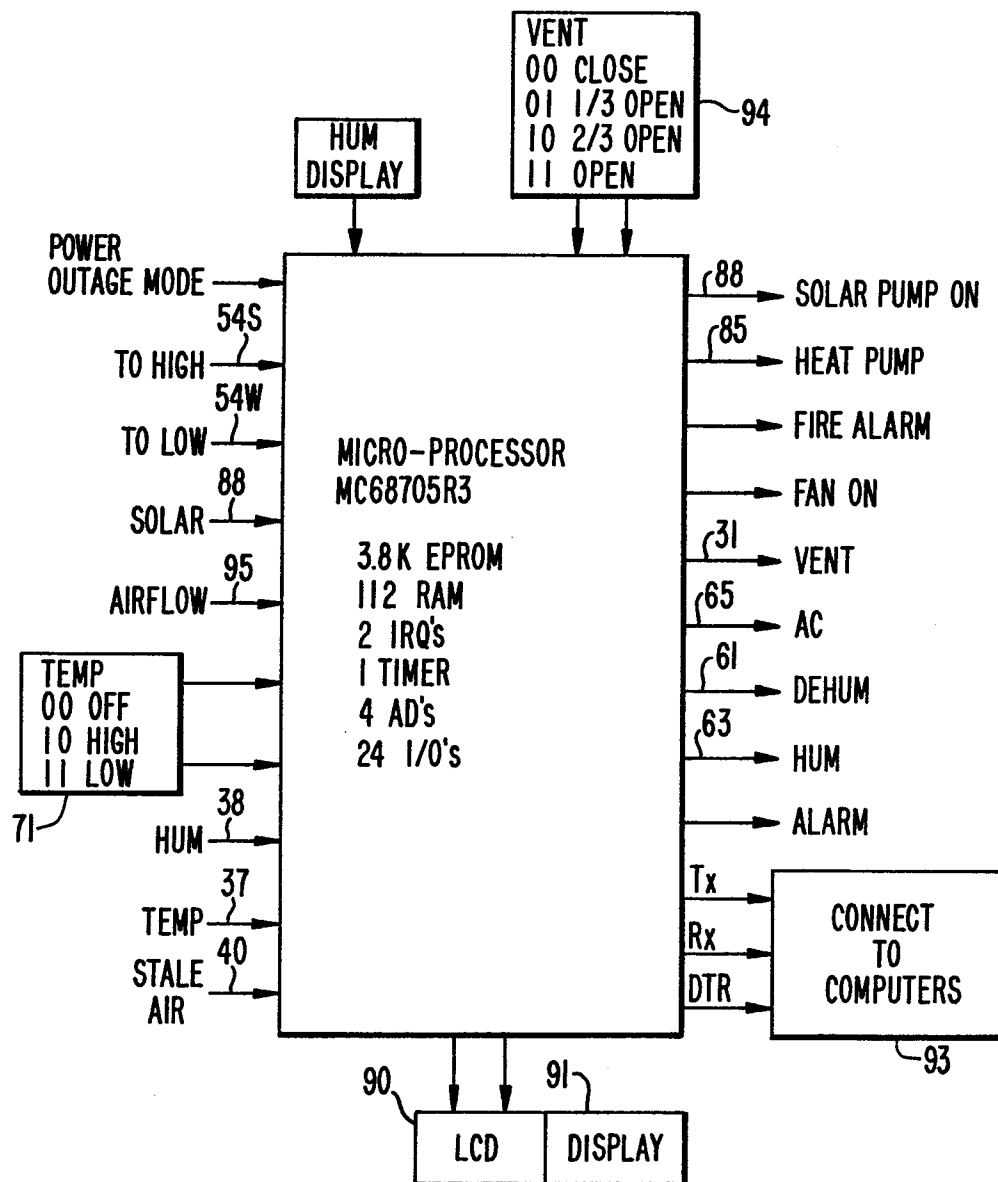 VENT
00 CLOSE
01 1/3 OPEN
10 2/3 OPEN
11 OPEN
94
HUM
DISPLAY
POWER
OUTAGE MODE
54S
TO HIGH
54W
TO LOW
88
SOLAR
95
AIRFLOW
TEMP
00 OFF
10 HIGH
11 LOW
71
38
HUM
37
TEMP
40
STALE
AIR
MICRO-PROCESSOR
MC68705R3
3.8K EPROM
112 RAM
2 IRQ's
1 TIMER
4 AD's
24 I/O's
88
SOLAR PUMP ON
85
HEAT PUMP
FIRE ALARM
FAN ON
31
VENT
65
AC
61
DEHUM
63
HUM
ALARM
Tx
Rx
DTR
CONNECT
TO
COMPUTERS
93
90
LCD
91
DISPLAY